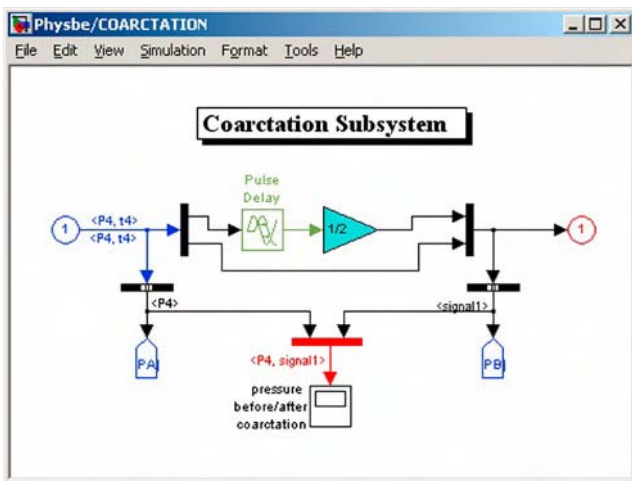 Physbe/COARCTATION
File Edit View Simulation Format Tools Help
Coarctation Subsystem
Pulse
Delay
1
<P4, t4>
<P4, t4>
1/2
1
<P4>
<signal1>
PA
PB
<P4, signal1>
pressure
before/after
coarctation